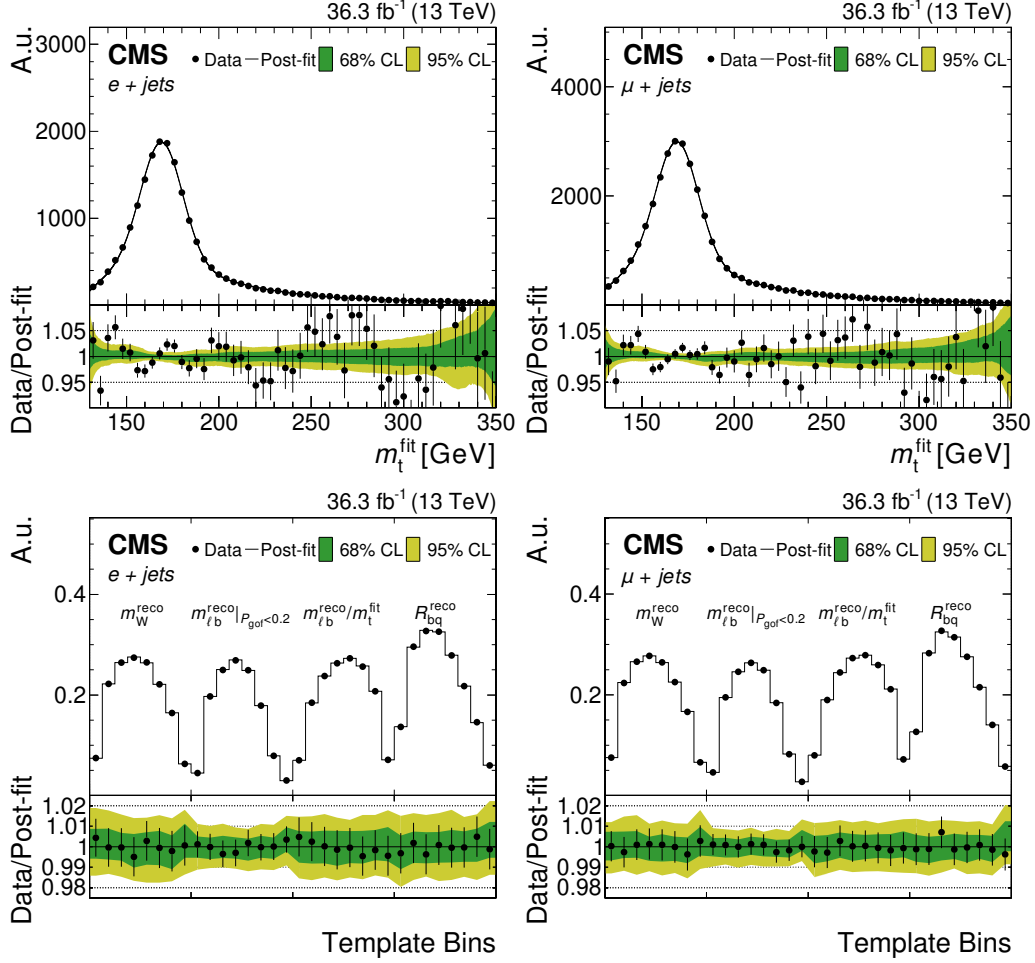 36.3 fb⁻¹ (13 TeV)
A.u.
3000
2000
1000
CMS
e + jets
Data Post-fit 68% CL 95% CL
Data/Post-fit
1.05
1
0.95
150 200 250 300 350
m_t^fit [GeV]
36.3 fb⁻¹ (13 TeV)
A.u.
4000
2000
CMS
μ + jets
Data Post-fit 68% CL 95% CL
Data/Post-fit
1.05
1
0.95
150 200 250 300 350
m_t^fit [GeV]
36.3 fb⁻¹ (13 TeV)
A.u.
0.4
0.2
CMS
e + jets
Data Post-fit 68% CL 95% CL
m_W^reco m_ℓb^reco|P_gof<0.2 m_ℓb^reco/m_t^fit R_bq^reco
Data/Post-fit
1.02
1.01
1
0.99
0.98
Template Bins
36.3 fb⁻¹ (13 TeV)
A.u.
0.4
0.2
CMS
μ + jets
Data Post-fit 68% CL 95% CL
m_W^reco m_ℓb^reco|P_gof<0.2 m_ℓb^reco/m_t^fit R_bq^reco
Data/Post-fit
1.02
1.01
1
0.99
0.98
Template Bins